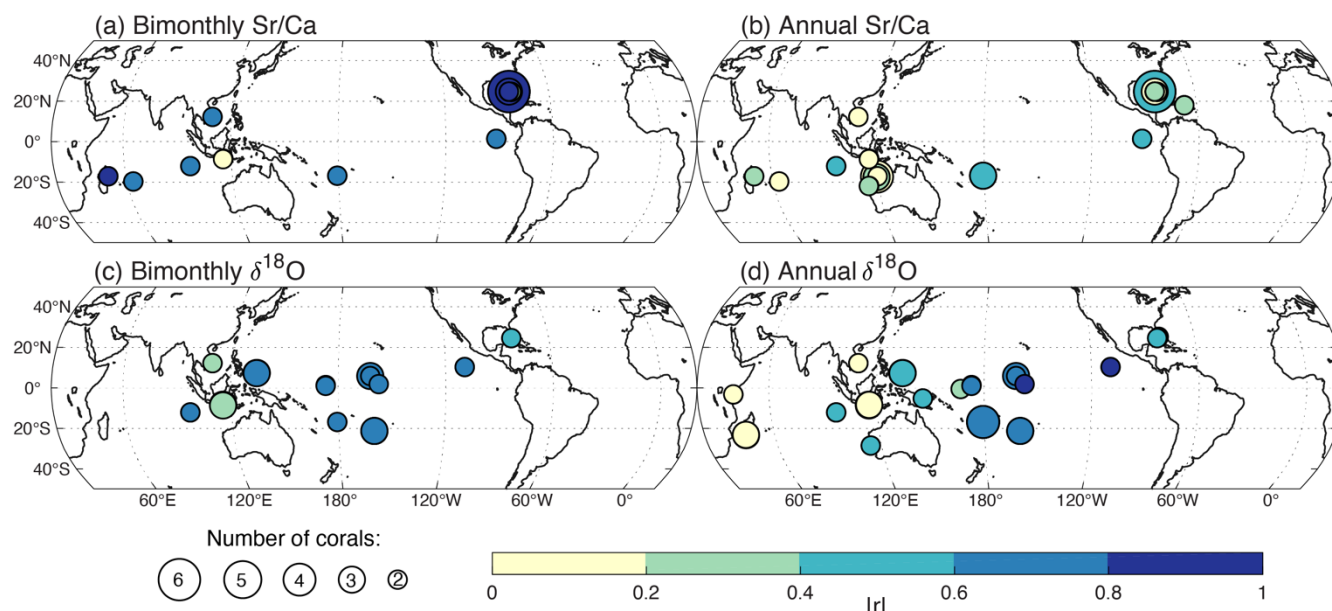 (a) Bimonthly Sr/Ca
(b) Annual Sr/Ca
40°N
20°N
0°
20°S
40°S
(c) Bimonthly δ¹⁸O
(d) Annual δ¹⁸O
40°N
20°N
0°
20°S
40°S
60°E 120°E 180°W 120°W 60°W 0°
60°E 120°E 180°W 120°W 60°W 0°
Number of corals:
6 5 4 3 2
0 0.2 0.4 0.6 0.8 1
|r|